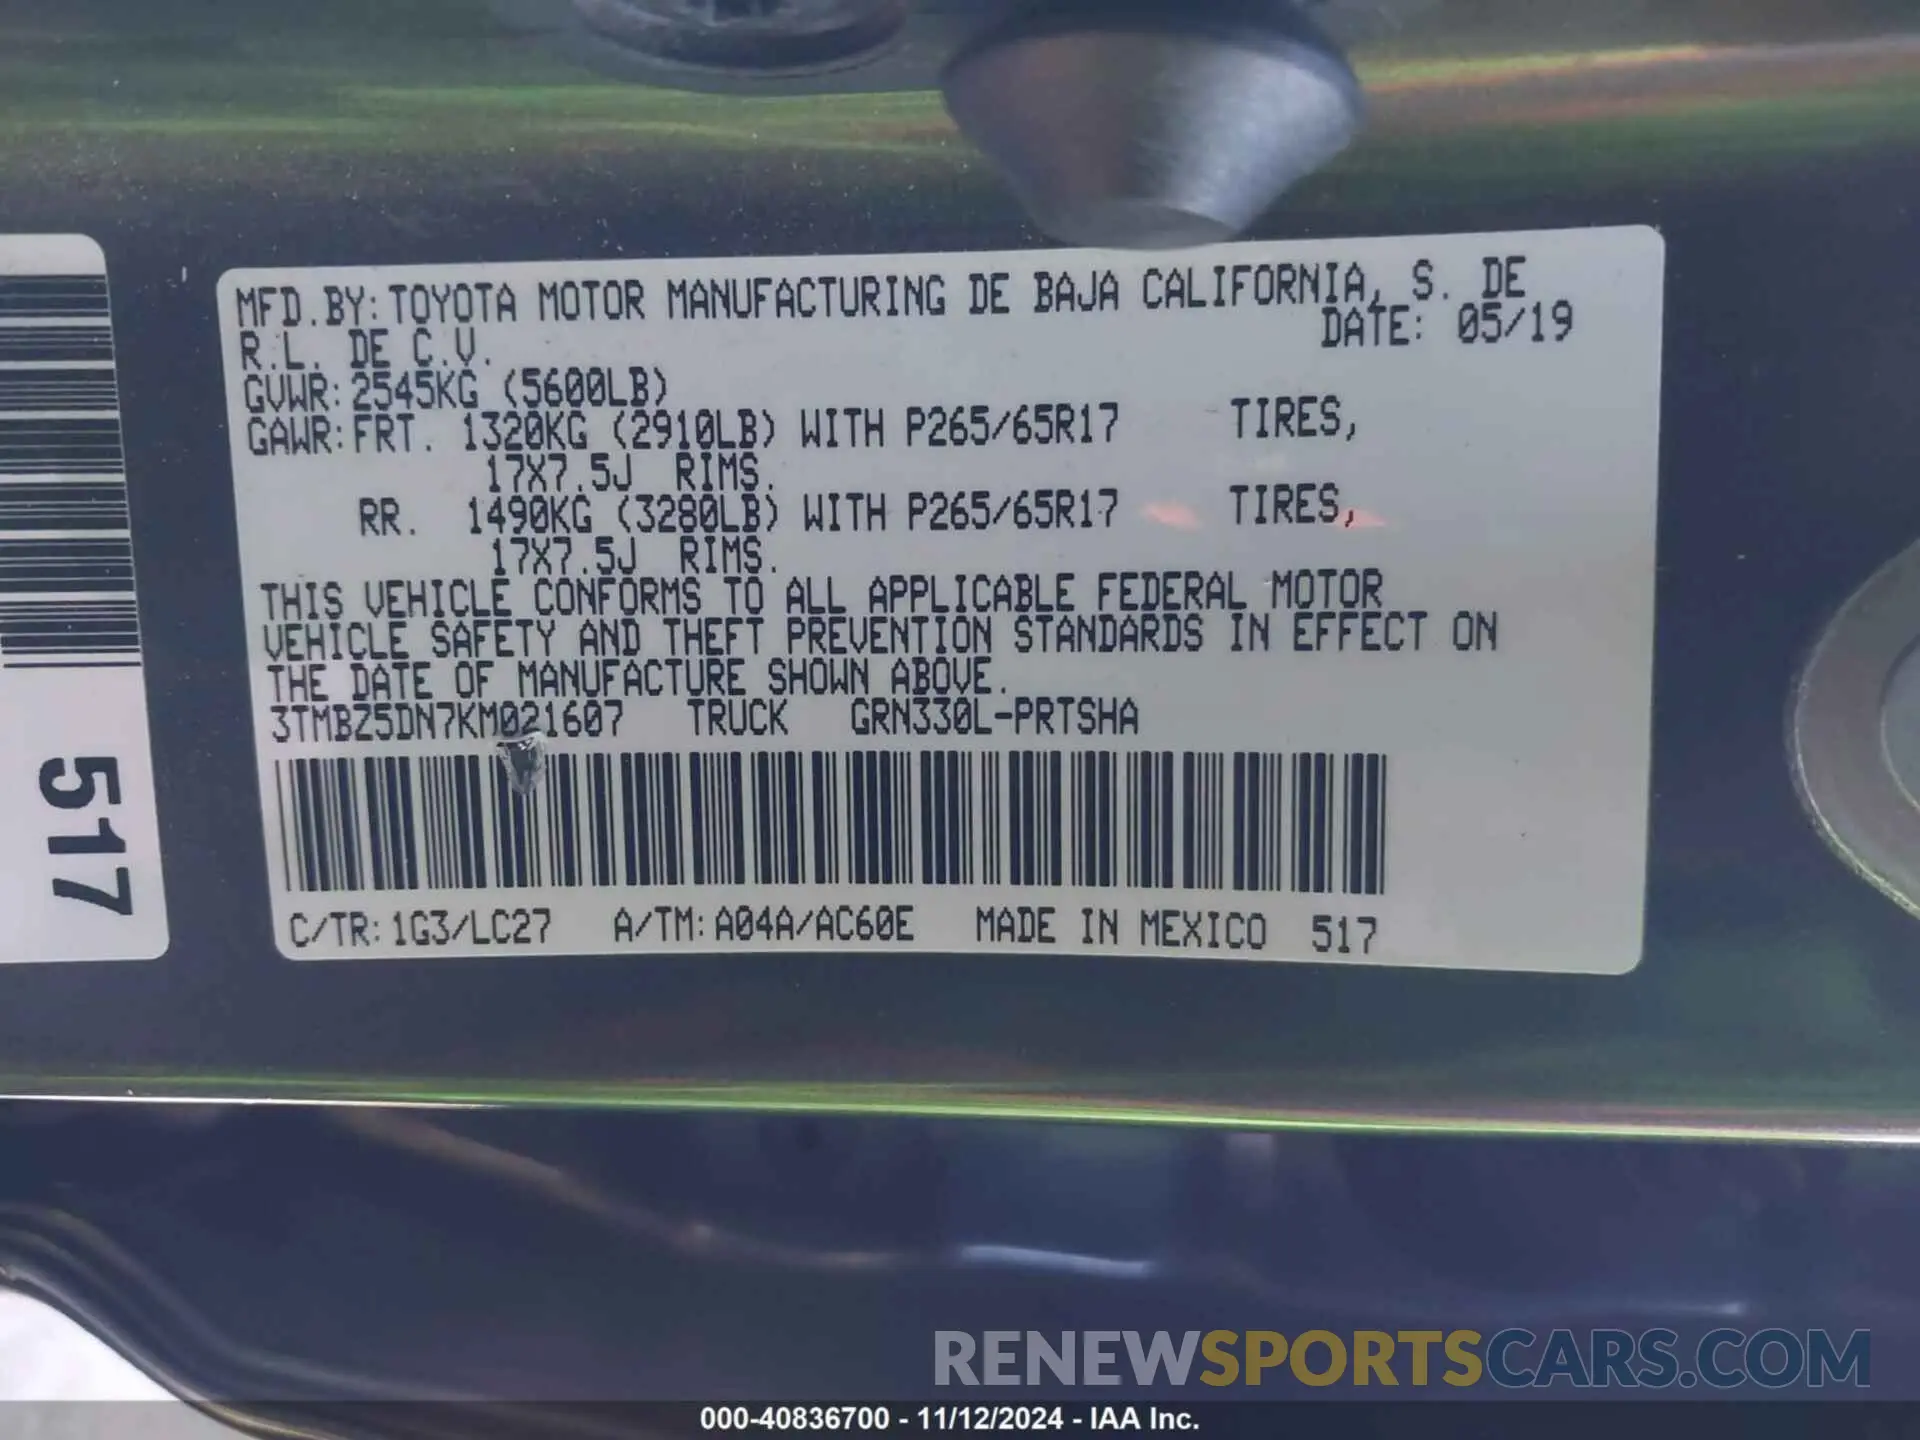 MFD.BY:TOYOTA MOTOR MANUFACTURING DE BAJA CALIFORNIA, S. DE
R.L. DE C.V. DATE: 05/19
GVWR:2545KG (5600LB)
GAWR:FRT. 1320KG (2910LB) WITH P265/65R17 TIRES,
17X7.5J RIMS.
RR. 1490KG (3280LB) WITH P265/65R17 TIRES,
17X7.5J RIMS.
THIS VEHICLE CONFORMS TO ALL APPLICABLE FEDERAL MOTOR
VEHICLE SAFETY AND THEFT PREVENTION STANDARDS IN EFFECT ON
THE DATE OF MANUFACTURE SHOWN ABOVE.
3TMBZ5DN7KM021607 TRUCK GRN330L-PRTSHA
C/TR:1G3/LC27 A/TM:A04A/AC60E MADE IN MEXICO 517
517
RENEWSPORTSCARS.COM
000-40836700 - 11/12/2024 - IAA Inc.